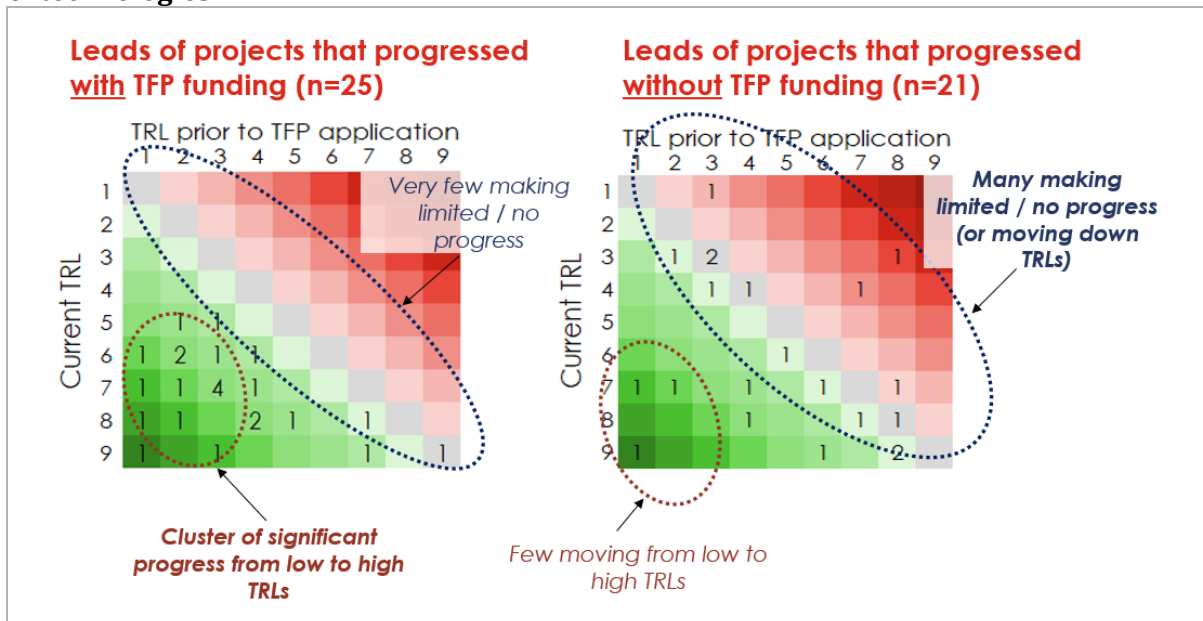 Leads of projects that progressed
with TFP funding (n=25)
TRL prior to TFP application
1 2 3 4 5 6 7 8 9
Current TRL
1
2
3
4
5 1 1
6 1 2 1 1
7 1 1 4 1
8 1 1 2 1 1
9 1 1 1 1
Very few making
limited / no
progress
Cluster of significant
progress from low to high
TRLs
Leads of projects that progressed
without TFP funding (n=21)
TRL prior to TFP application
1 2 3 4 5 6 7 8 9
Current TRL
1 1
2
3 1 2 1
4 1 1 1
5
6 1
7 1 1 1 1 1
8 1 1 1
9 1 1 2
Many making
limited / no progress
(or moving down
TRLs)
Few moving from low to
high TRLs